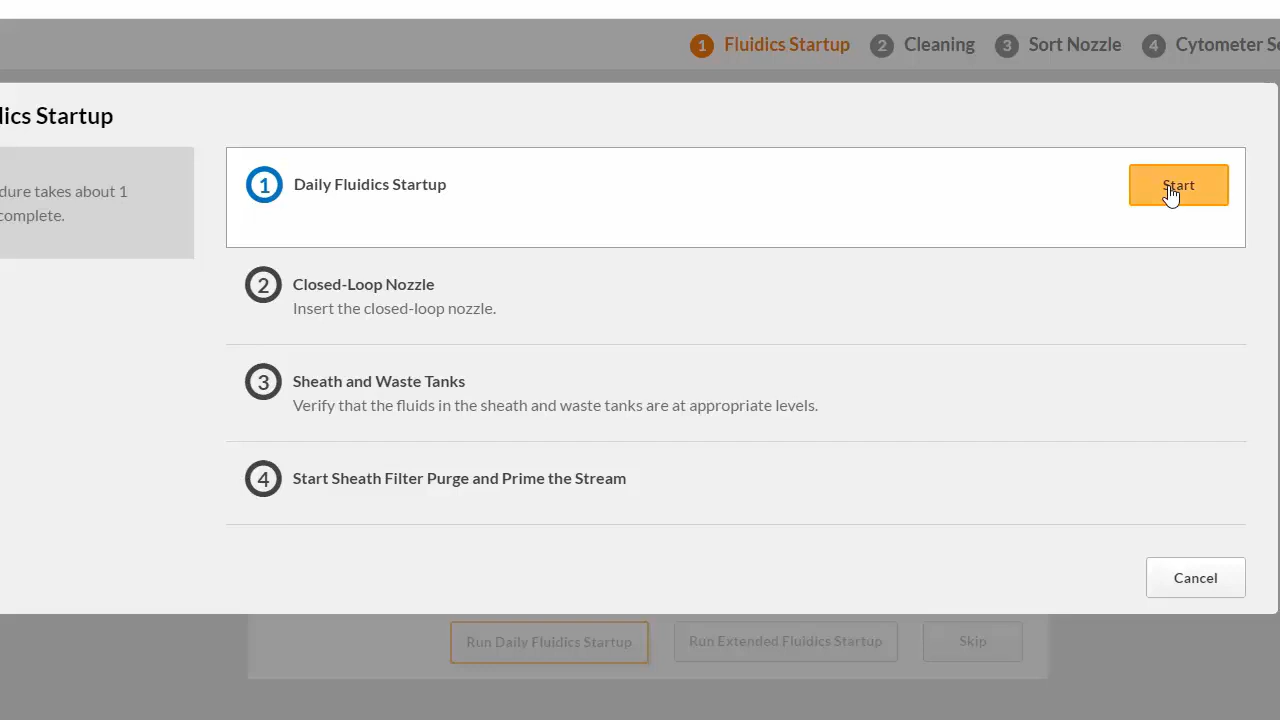 1 Fluidics Startup 2 Cleaning 3 Sort Nozzle 4 Cytometer
Startup
takes about 1
complete.
1 Daily Fluidics Startup
Start
2 Closed-Loop Nozzle
Insert the closed-loop nozzle.
3 Sheath and Waste Tanks
Verify that the fluids in the sheath and waste tanks are at appropriate levels.
4 Start Sheath Filter Purge and Prime the Stream
Cancel
Run Daily Fluidics Startup Run Extended Fluidics Startup Skip